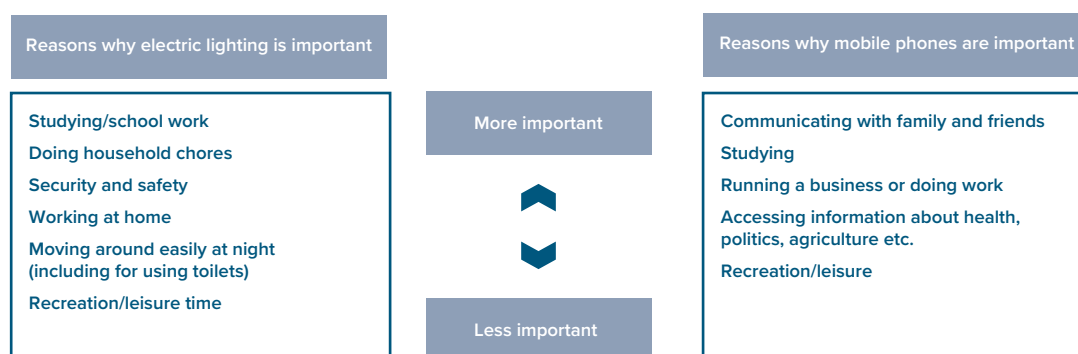 Reasons why electric lighting is important
Studying/school work
Doing household chores
Security and safety
Working at home
Moving around easily at night
(including for using toilets)
Recreation/leisure time
More important
Less important
Reasons why mobile phones are important
Communicating with family and friends
Studying
Running a business or doing work
Accessing information about health,
politics, agriculture etc.
Recreation/leisure